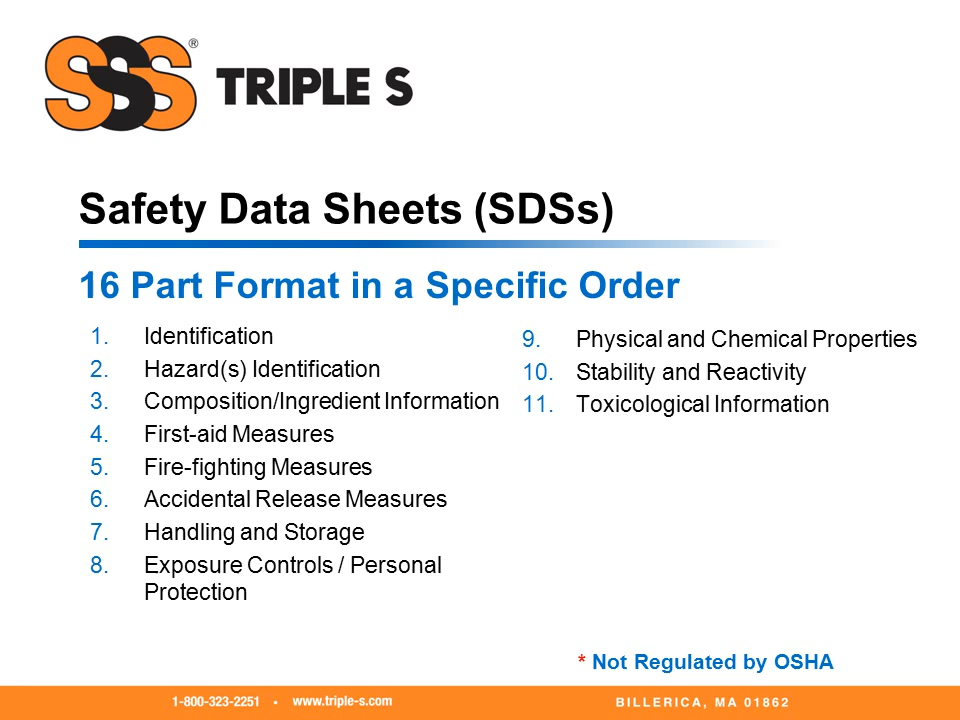 SSS®
TRIPLE S
Safety Data Sheets (SDSs)
16 Part Format in a Specific Order
1. Identification
2. Hazard(s) Identification
3. Composition/Ingredient Information
4. First-aid Measures
5. Fire-fighting Measures
6. Accidental Release Measures
7. Handling and Storage
8. Exposure Controls / Personal
Protection
9. Physical and Chemical Properties
10. Stability and Reactivity
11. Toxicological Information
* Not Regulated by OSHA
1-800-323-2251 • www.triple-s.com BILLERICA, MA 01862